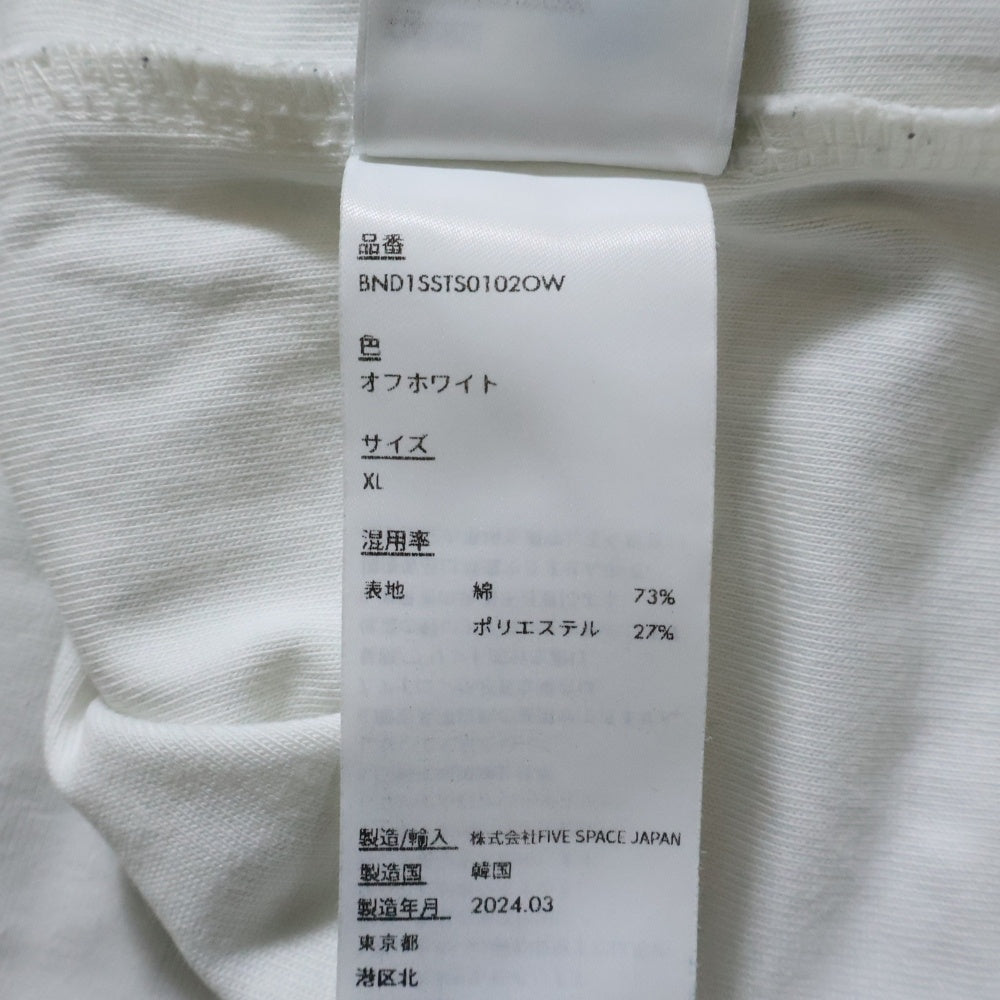 品番
BND1SSTS0102OW
色
オフホワイト
サイズ
XL
混用率
表地 綿 73%
ポリエステル 27%
製造/輸入 株式会社FIVE SPACE JAPAN
製造国 韓国
製造年月 2024.03
東京都
港区北